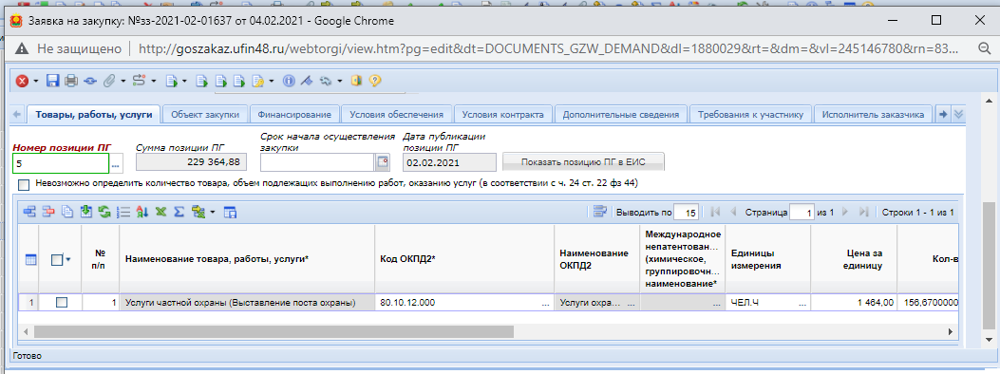 Заявка на закупку: №зз-2021-02-01637 от 04.02.2021 - Google Chrome
Не защищено | http://goszakaz.ufin48.ru/webtorgi/view.htm?pg=edit&dt=DOCUMENTS_GZW_DEMAND&dl=1880029&rt=&dm=&vl=245146780&rn=83...
Товары, работы, услуги Объект закупки Финансирование Условия обеспечения Условия контракта Дополнительные сведения Требования к участнику Исполнитель заказчика
Номер позиции ПГ Сумма позиции ПГ Срок начала осуществления закупки Дата публикации позиции ПГ
5 ... 229 364,88 02.02.2021 Показать позицию ПГ в ЕИС
Невозможно определить количество товара, объем подлежащих выполнению работ, оказанию услуг (в соответствии с ч. 24 ст. 22 фз 44)
Выводить по 15 Страница 1 из 1 Строки 1 - 1 из 1
№ п/п Наименование товара, работы, услуги* Код ОКПД2* Наименование ОКПД2 Международное непатентован... (химическое, группировочн... наименование* Единицы измерения Цена за единицу Кол-в
1 1 Услуги частной охраны (Выставление поста охраны) 80.10.12.000 ... Услуги охра... ... ... ЧЕЛ.Ч ... 1 464,00 156,6700000
Готово